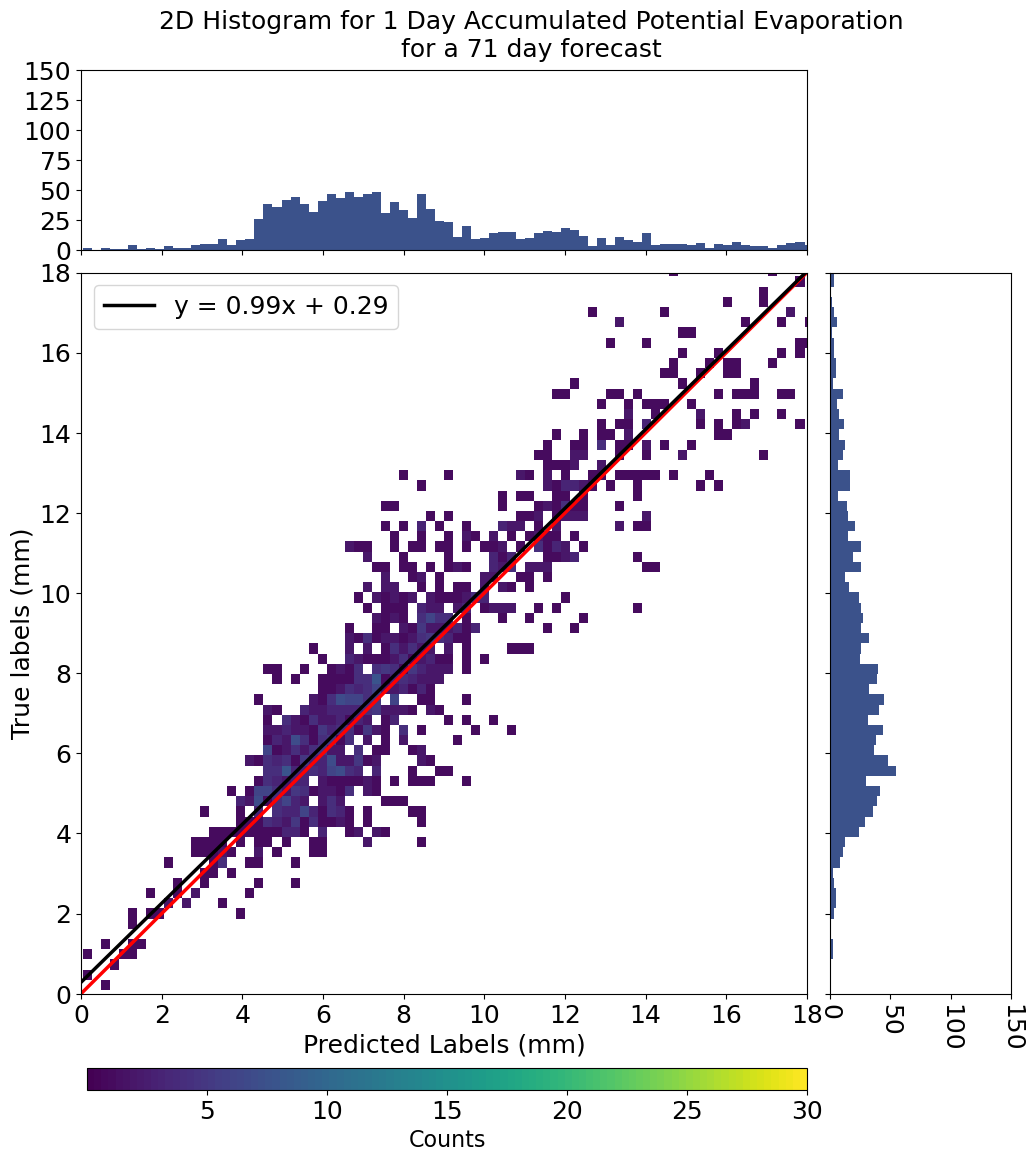 2D Histogram for 1 Day Accumulated Potential Evaporation
for a 71 day forecast
150
125
100
75
50
25
0
18
16
14
12
10
8
6
4
2
0
True labels (mm)
y = 0.99x + 0.29
0 2 4 6 8 10 12 14 16 18
Predicted Labels (mm)
0 50 100 150
5 10 15 20 25 30
Counts